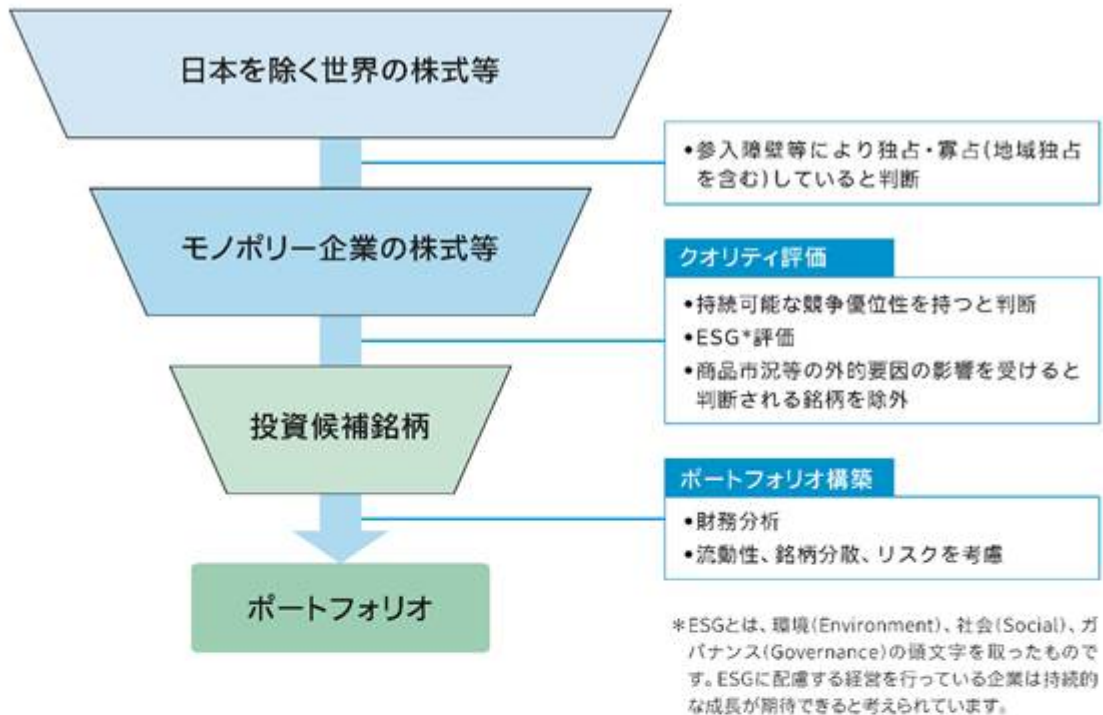 日本を除く世界の株式等
•参入障壁等により独占・寡占(地域独占
を含む)していると判断
モノポリー企業の株式等
クオリティ評価
•持続可能な競争優位性を持つと判断
•ESG*評価
•商品市況等の外的要因の影響を受けると
判断される銘柄を除外
投資候補銘柄
ポートフォリオ構築
•財務分析
•流動性、銘柄分散、リスクを考慮
ポートフォリオ
*ESGとは、環境(Environment)、社会(Social)、ガ
バナンス(Governance)の頭文字を取ったもので
す。ESGに配慮する経営を行っている企業は持続的
な成長が期待できると考えられています。